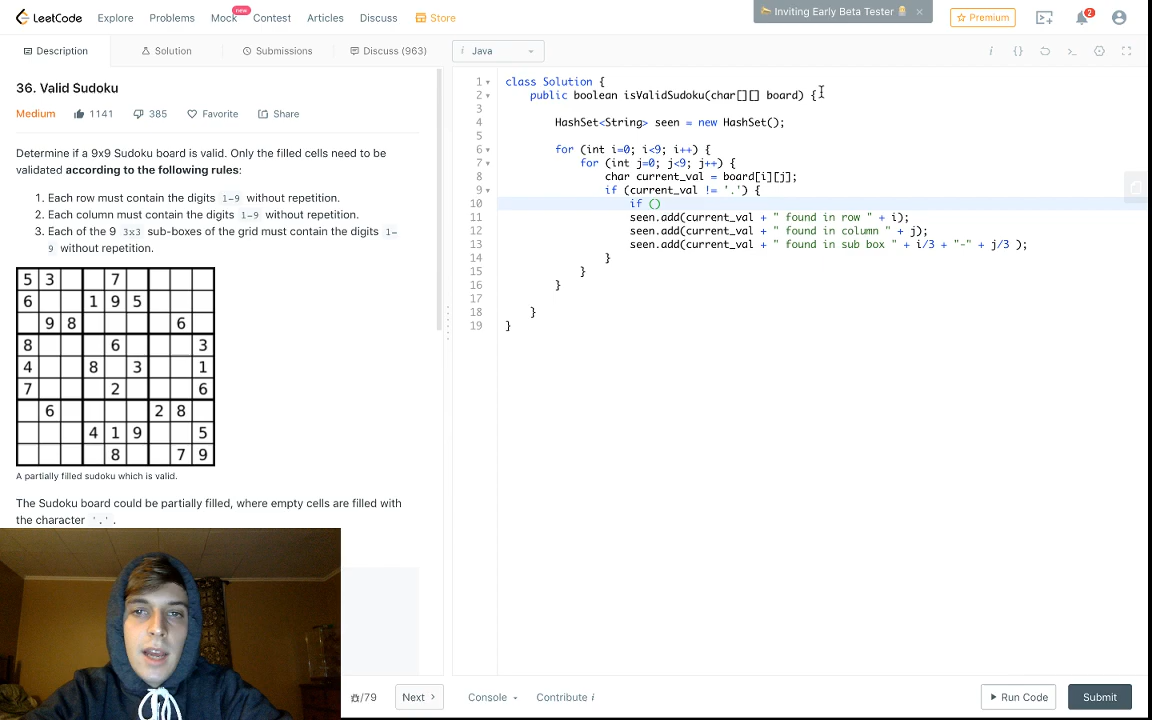 LeetCode Explore Problems Mock new Contest Articles Discuss Store
Inviting Early Beta Tester ×
Premium 2
Description Solution Submissions Discuss (963) i Java
36. Valid Sudoku
Medium 1141 385 Favorite Share
Determine if a 9x9 Sudoku board is valid. Only the filled cells need to be
validated according to the following rules:
1. Each row must contain the digits 1-9 without repetition.
2. Each column must contain the digits 1-9 without repetition.
3. Each of the 9 3x3 sub-boxes of the grid must contain the digits 1-
9 without repetition.
5 3 7
6 1 9 5
9 8 6
8 6 3
4 8 3 1
7 2 6
6 2 8
4 1 9 5
8 7 9
A partially filled sudoku which is valid.
The Sudoku board could be partially filled, where empty cells are filled with
the character '.'.
/79 Next >
1 class Solution {
2 public boolean isValidSudoku(char[][] board) {
3
4 HashSet<String> seen = new HashSet();
5
6 for (int i=0; i<9; i++) {
7 for (int j=0; j<9; j++) {
8 char current_val = board[i][j];
9 if (current_val != '.') {
10 if ()
11 seen.add(current_val + " found in row " + i);
12 seen.add(current_val + " found in column " + j);
13 seen.add(current_val + " found in sub box " + i/3 + "-" + j/3 );
14 }
15 }
16 }
17
18 }
19 }
Console Contribute i Run Code Submit